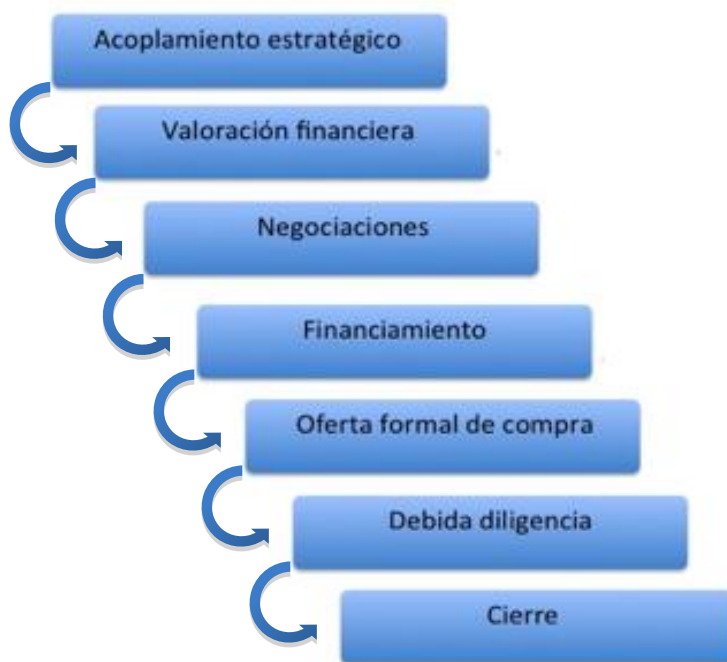 Acoplamiento estratégico
Valoración financiera
Negociaciones
Financiamiento
Oferta formal de compra
Debida diligencia
Cierre